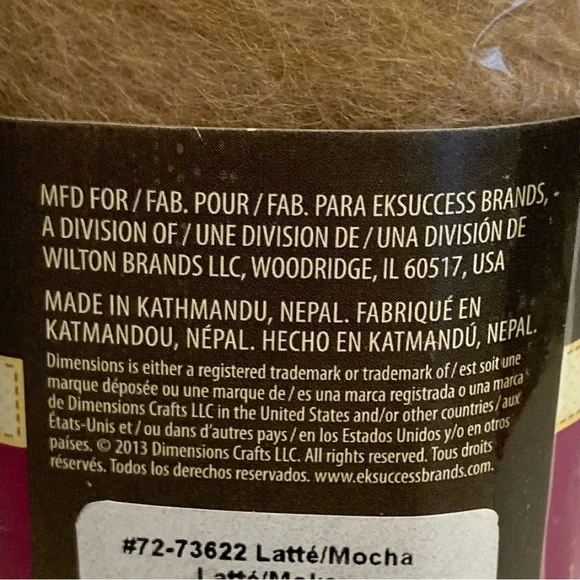 MFD FOR / FAB. POUR / FAB. PARA EKSUCCESS BRANDS,
A DIVISION OF / UNE DIVISION DE / UNA DIVISIÓN DE
WILTON BRANDS LLC, WOODRIDGE, IL 60517, USA
MADE IN KATHMANDU, NEPAL. FABRIQUÉ EN
KATMANDOU, NÉPAL. HECHO EN KATMANDÚ, NEPAL.
Dimensions is either a registered trademark or trademark of / est soit une
marque déposée ou une marque de / es una marca registrada o una marca
de Dimensions Crafts LLC in the United States and/or other countries / aux
États-Unis et / ou dans d'autres pays / en los Estados Unidos y/o en otros
países. © 2013 Dimensions Crafts LLC. All rights reserved. Tous droits
réservés. Todos los derechos reservados. www.eksuccessbrands.com.
#72-73622 Latté/Mocha
Latté/Moka